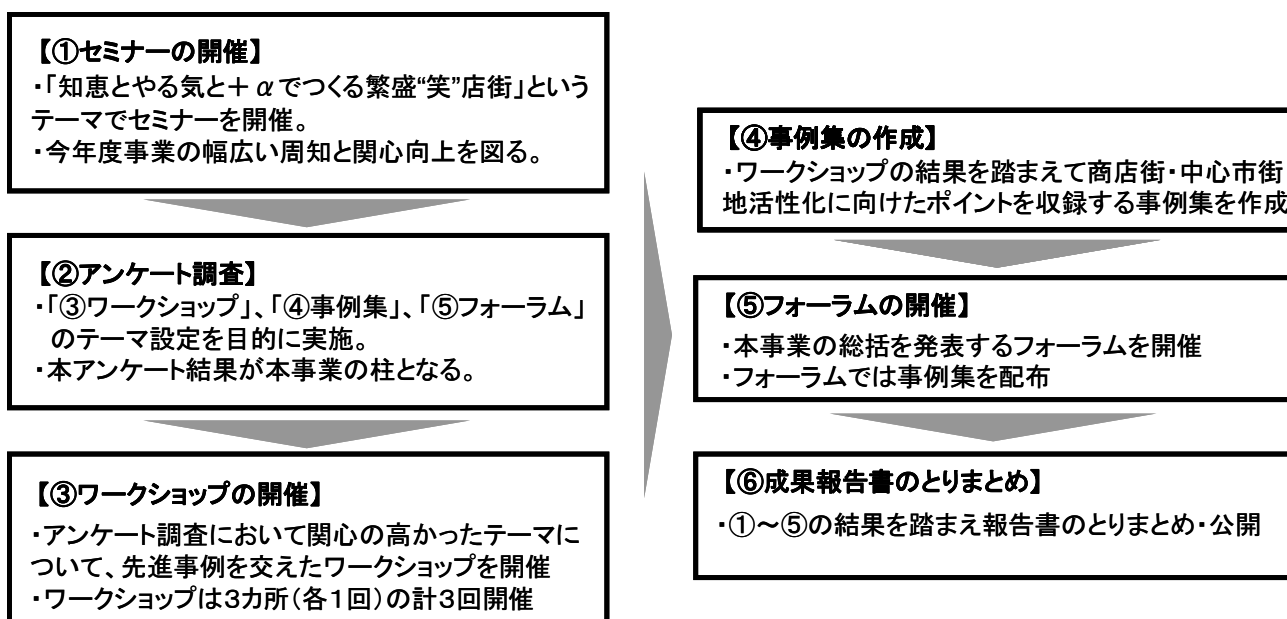 【①セミナーの開催】
・「知恵とやる気と＋αでつくる繁盛“笑”店街」という
テーマでセミナーを開催。
・今年度事業の幅広い周知と関心向上を図る。
【②アンケート調査】
・「③ワークショップ」、「④事例集」、「⑤フォーラム」
のテーマ設定を目的に実施。
・本アンケート結果が本事業の柱となる。
【③ワークショップの開催】
・アンケート調査において関心の高かったテーマに
ついて、先進事例を交えたワークショップを開催
・ワークショップは３カ所（各１回）の計３回開催
【④事例集の作成】
・ワークショップの結果を踏まえて商店街・中心市街
地活性化に向けたポイントを収録する事例集を作成
【⑤フォーラムの開催】
・本事業の総括を発表するフォーラムを開催
・フォーラムでは事例集を配布
【⑥成果報告書のとりまとめ】
・①～⑤の結果を踏まえ報告書のとりまとめ・公開